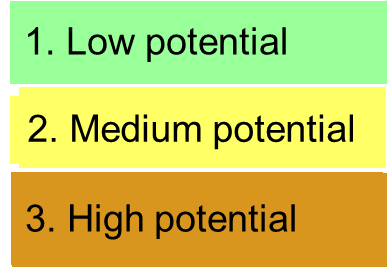 1. Low potential
2. Medium potential
3. High potential